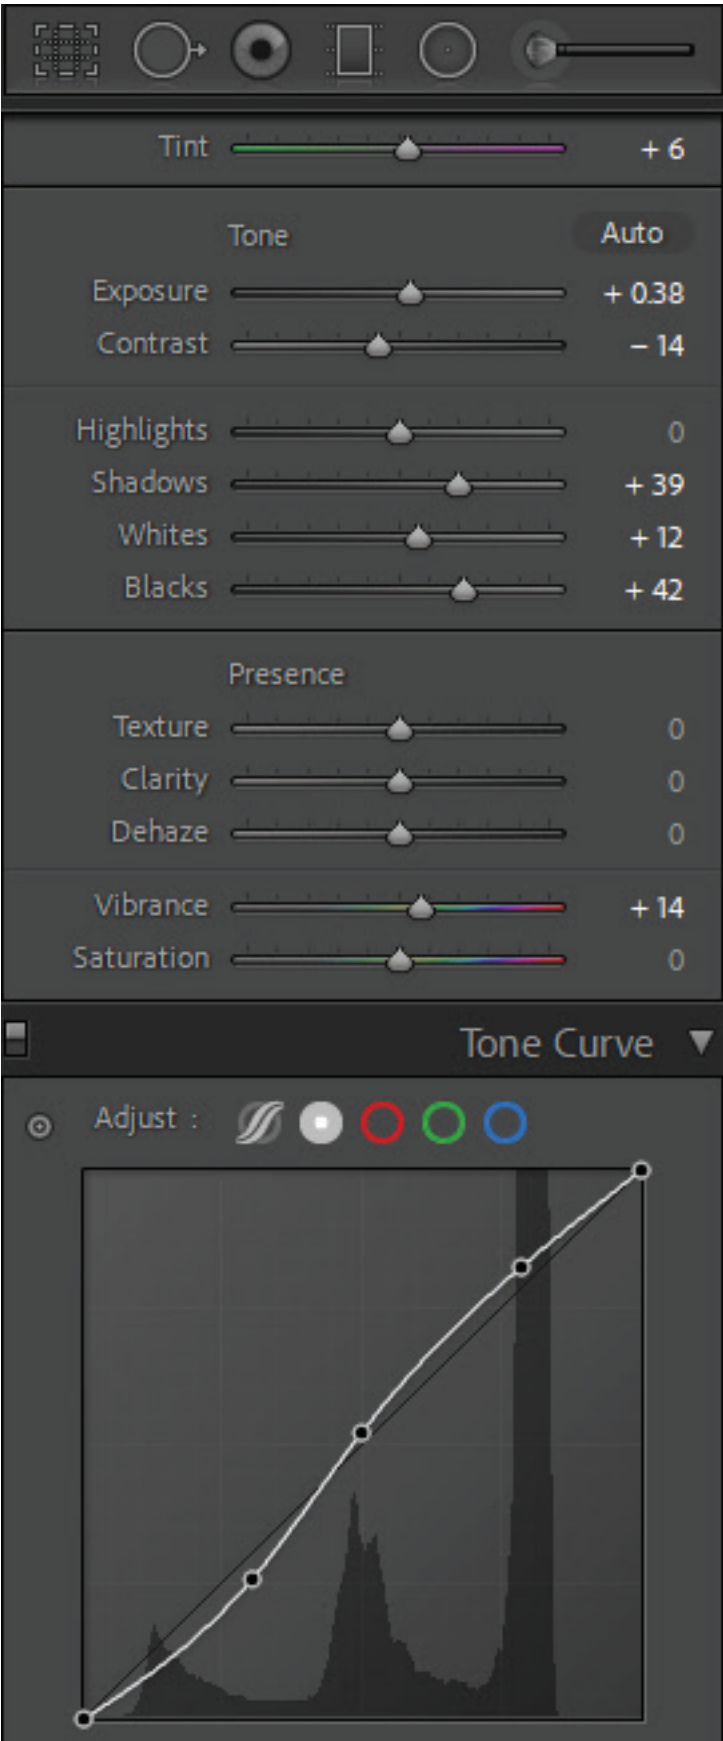 Tint + 6
Tone Auto
Exposure + 0.38
Contrast − 14
Highlights 0
Shadows + 39
Whites + 12
Blacks + 42
Presence
Texture 0
Clarity 0
Dehaze 0
Vibrance + 14
Saturation 0
Tone Curve
Adjust :